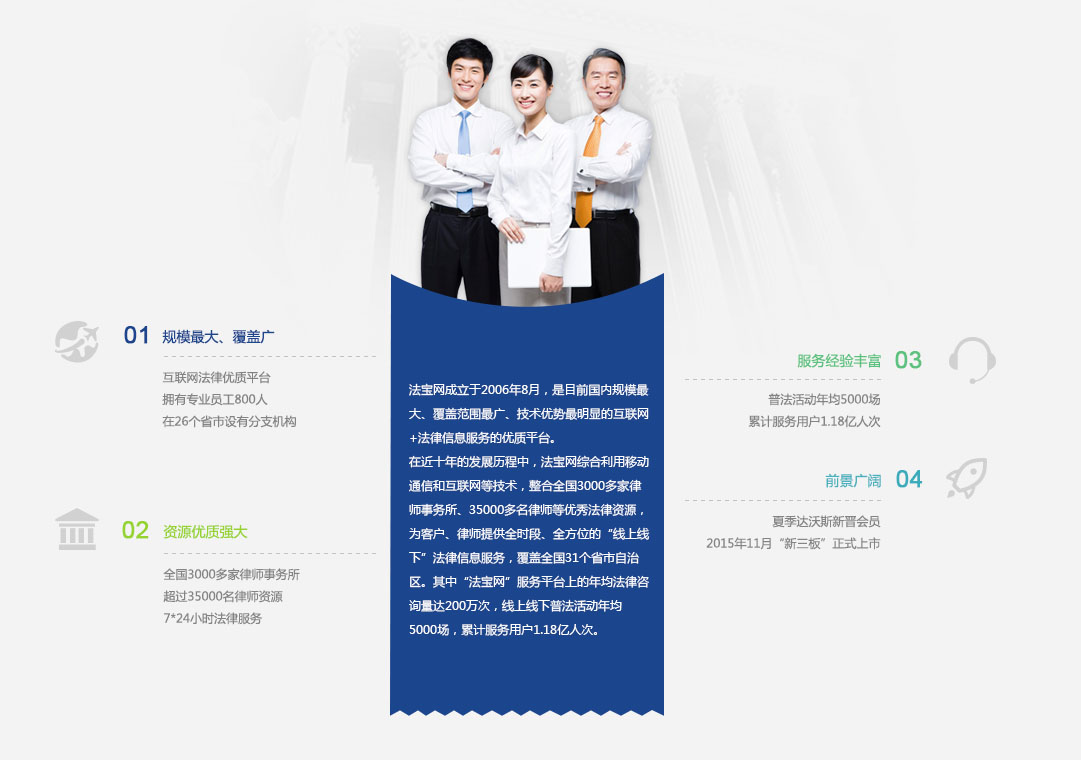 01 规模最大、覆盖广
互联网法律优质平台
拥有专业员工800人
在26个省市设有分支机构
02 资源优质强大
全国3000多家律师事务所
超过35000名律师资源
7*24小时法律服务
法宝网成立于2006年8月，是目前国内规模最
大、覆盖范围最广、技术优势最明显的互联网
+法律信息服务的优质平台。
在近十年的发展历程中，法宝网综合利用移动
通信和互联网等技术，整合全国3000多家律
师事务所、35000多名律师等优秀法律资源，
为客户、律师提供全时段、全方位的“线上线
下”法律信息服务，覆盖全国31个省市自治
区。其中“法宝网”服务平台上的年均法律咨
询量达200万次，线上线下普法活动年均
5000场，累计服务用户1.18亿人次。
服务经验丰富 03
普法活动年均5000场
累计服务用户1.18亿人次
前景广阔 04
夏季达沃斯新晋会员
2015年11月“新三板”正式上市